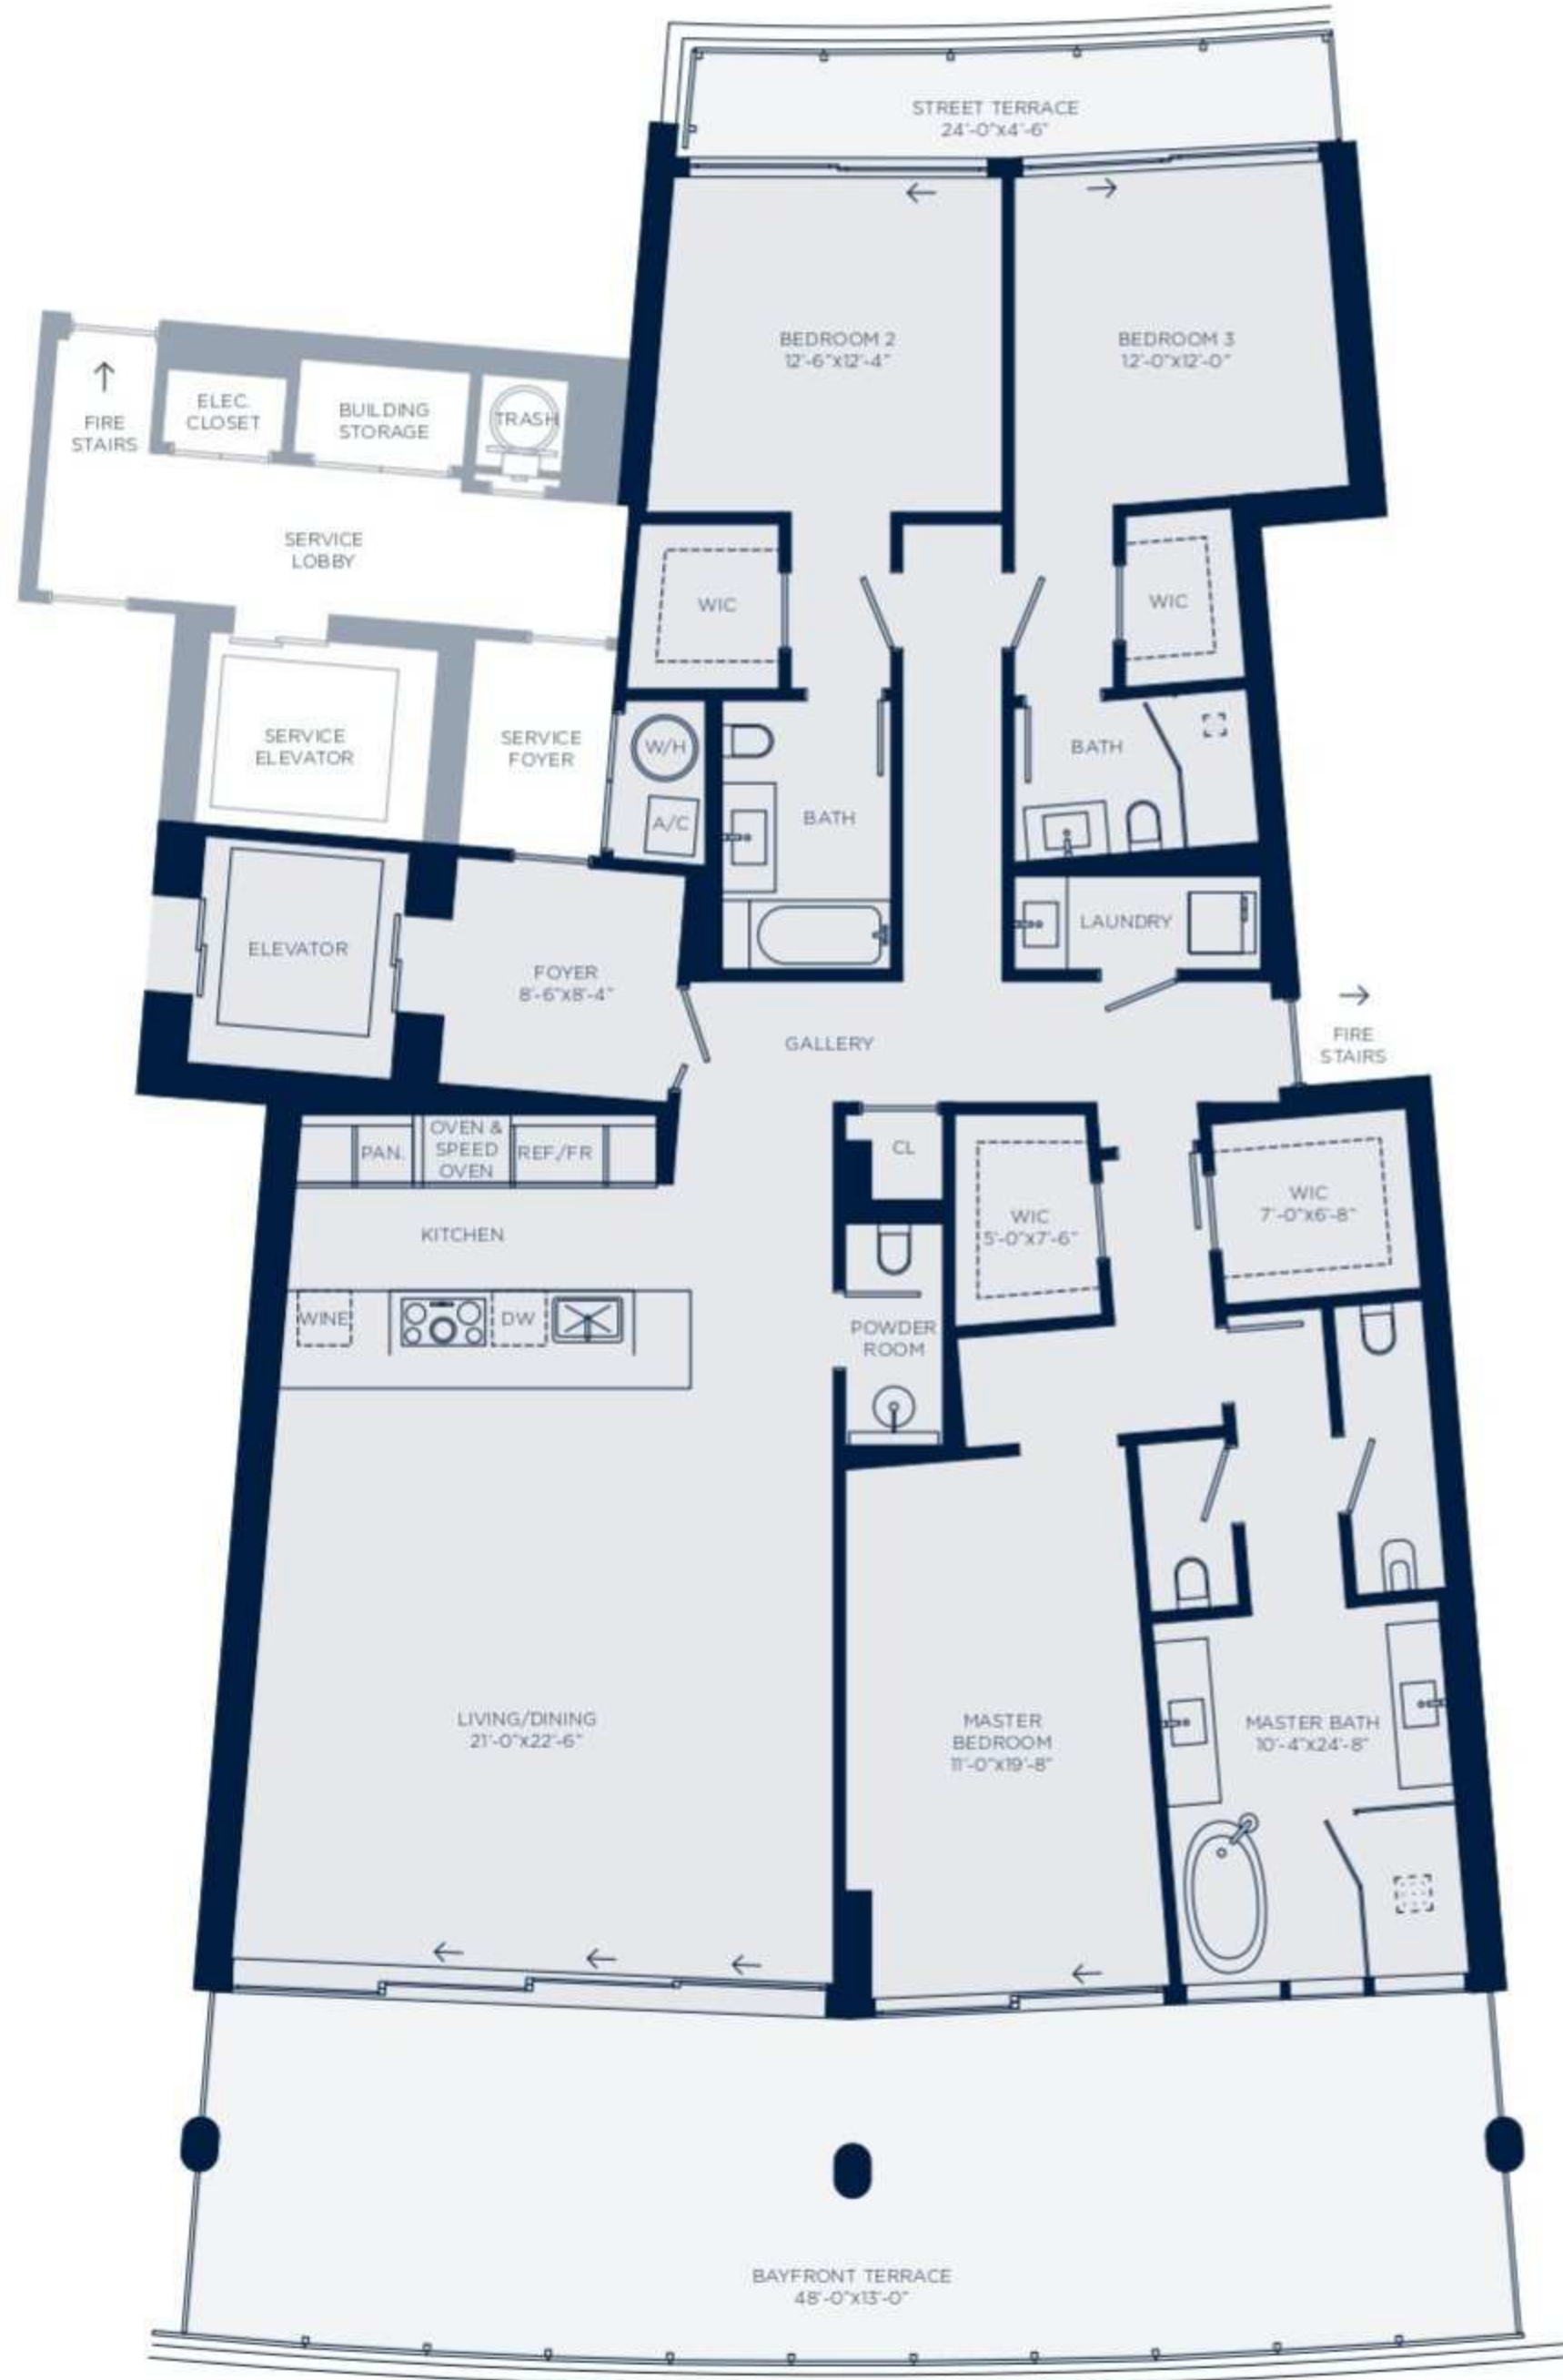 STREET TERRACE
24'-0"x4'-6"
BEDROOM 2
12'-6"x12'-4"
BEDROOM 3
12'-0"x12'-0"
FIRE
STAIRS
ELEC.
CLOSET
BUILDING
STORAGE
TRASH
SERVICE
LOBBY
WIC
WIC
SERVICE
ELEVATOR
SERVICE
FOYER
W/H
A/C
BATH
BATH
ELEVATOR
FOYER
8'-6"x8'-4"
LAUNDRY
GALLERY
FIRE
STAIRS
PAN.
OVEN &
SPEED
OVEN
REF./FR
CL
WIC
5'-0"x7'-6"
WIC
7'-0"x6'-8"
KITCHEN
WINE
DW
POWDER
ROOM
LIVING/DINING
21'-0"x22'-6"
MASTER
BEDROOM
11'-0"x19'-8"
MASTER BATH
10'-4"x24'-8"
BAYFRONT TERRACE
48'-0"x13'-0"